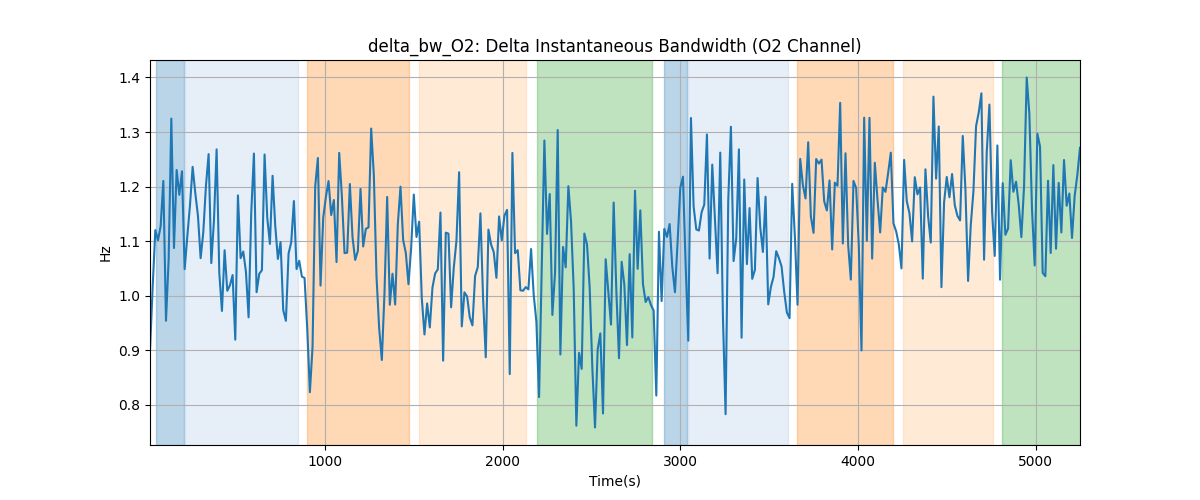 delta_bw_O2: Delta Instantaneous Bandwidth (O2 Channel)
1.4
1.3
1.2
1.1
1.0
0.9
0.8
Hz
1000 2000 3000 4000 5000
Time(s)